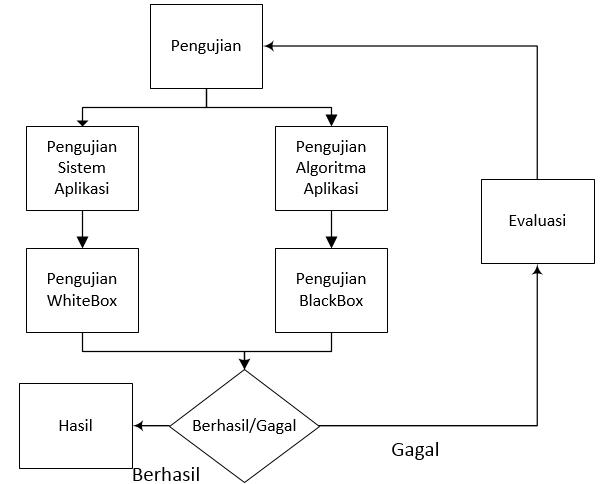 Pengujian
Pengujian
Sistem
Aplikasi
Pengujian
Algoritma
Aplikasi
Evaluasi
Pengujian
WhiteBox
Pengujian
BlackBox
Hasil
Berhasil/Gagal
Gagal
Berhasil